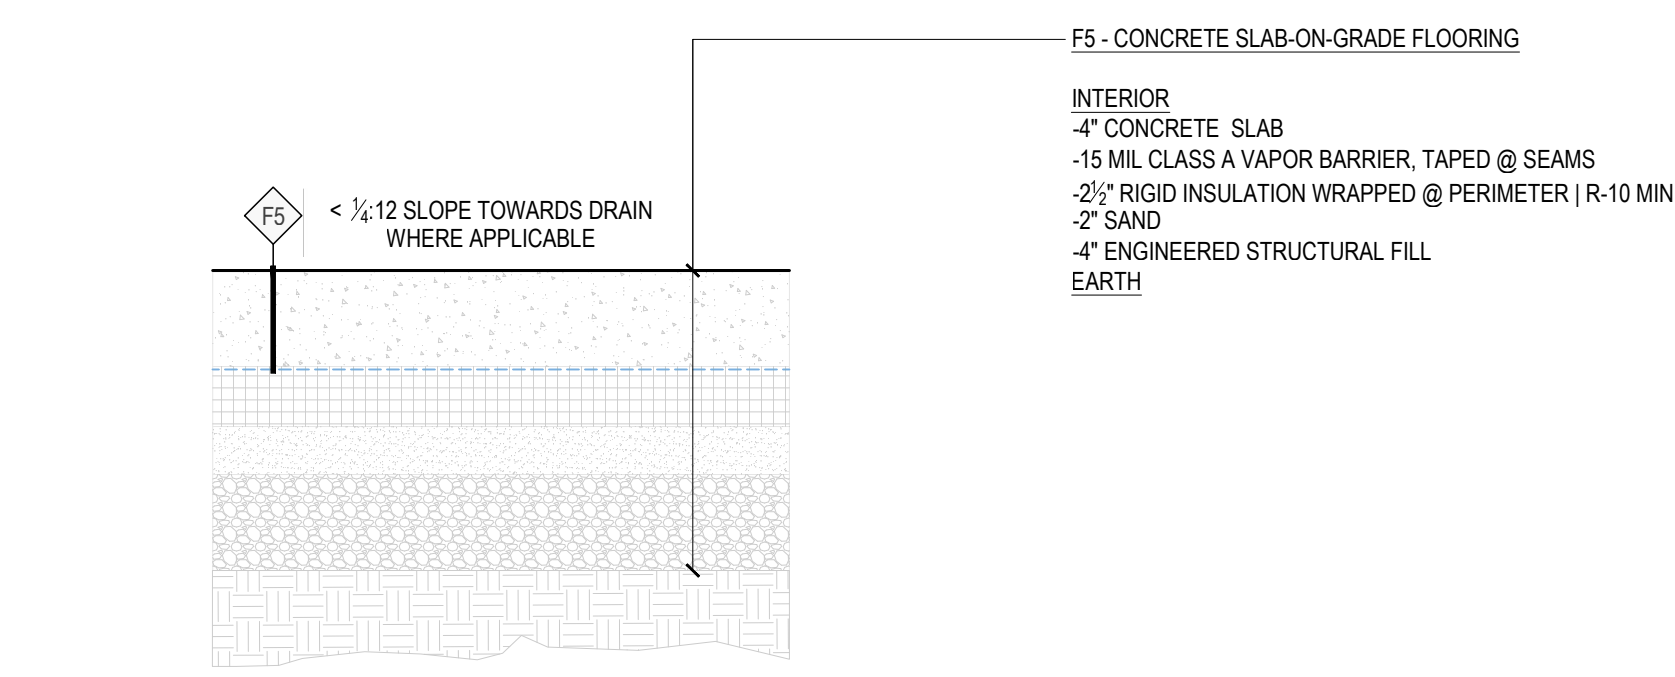 F5 - CONCRETE SLAB-ON-GRADE FLOORING
INTERIOR
-4" CONCRETE SLAB
-15 MIL CLASS A VAPOR BARRIER, TAPED @ SEAMS
-2½" RIGID INSULATION WRAPPED @ PERIMETER | R-10 MIN
-2" SAND
-4" ENGINEERED STRUCTURAL FILL
EARTH
F5
< ¼:12 SLOPE TOWARDS DRAIN
WHERE APPLICABLE